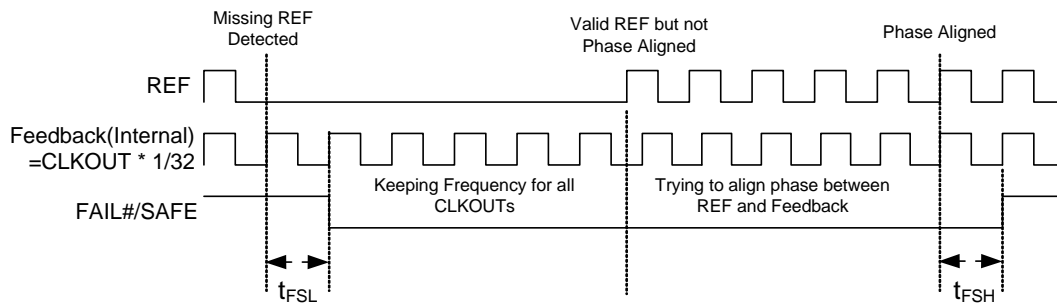 Missing REF
Detected
Valid REF but not
Phase Aligned
Phase Aligned
REF
Feedback(Internal)
=CLKOUT * 1/32
Keeping Frequency for all
CLKOUTs
Trying to align phase between
REF and Feedback
FAIL#/SAFE
tFSL
tFSH